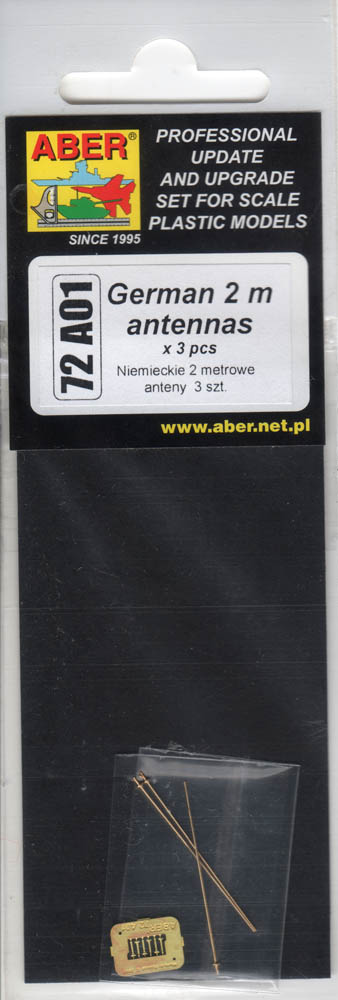 ABER®
SINCE 1995
PROFESSIONAL
UPDATE
AND UPGRADE
SET FOR SCALE
PLASTIC MODELS
72 A01
German 2 m
antennas
x 3 pcs
Niemieckie 2 metrowe
anteny 3 szt.
www.aber.net.pl
ABER